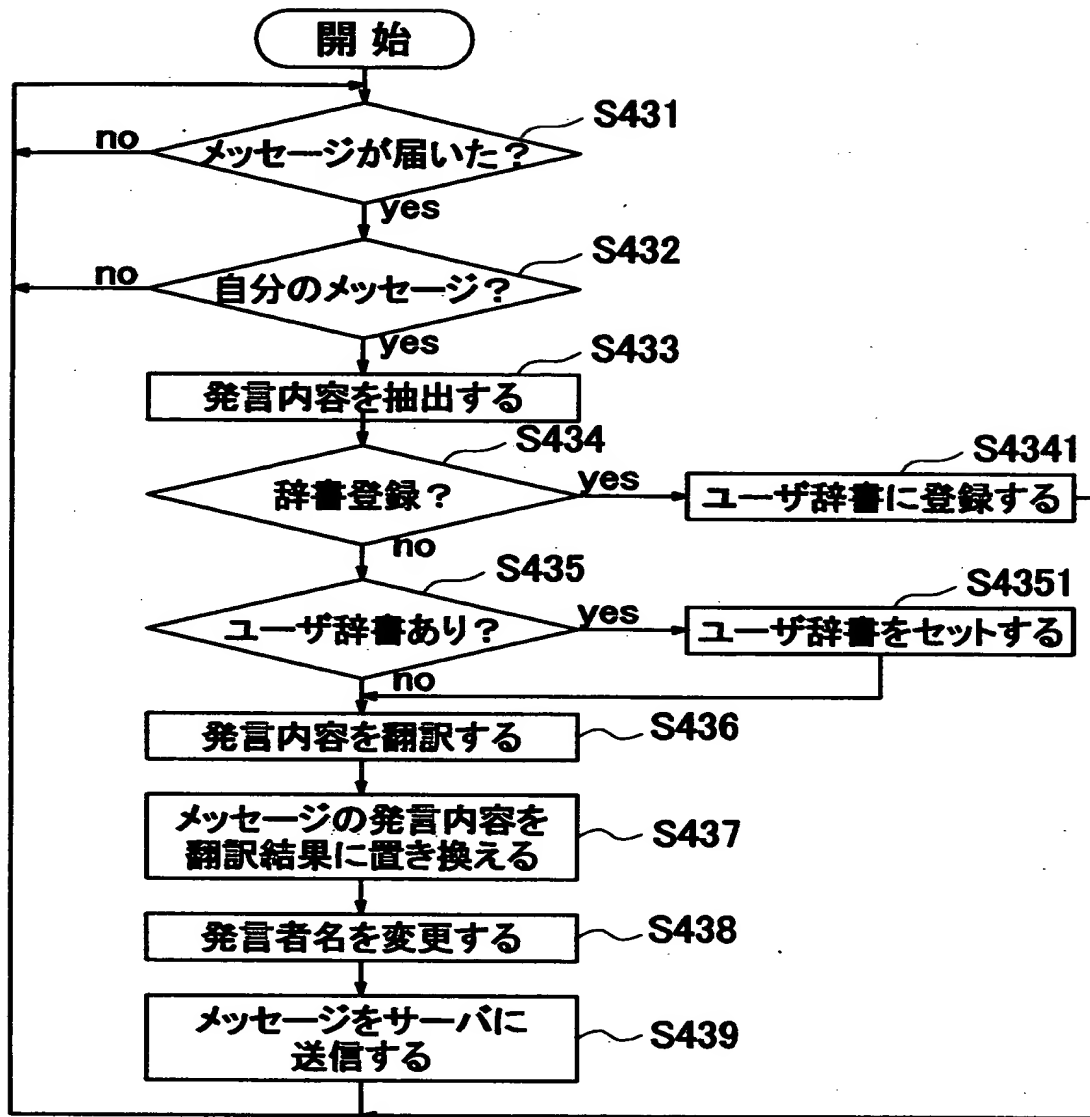 開始
S431
no
メッセージが届いた?
yes
S432
no
自分のメッセージ?
yes
S433
発言内容を抽出する
S434
辞書登録?
yes
S4341
ユーザ辞書に登録する
no
S435
ユーザ辞書あり?
yes
S4351
ユーザ辞書をセットする
no
発言内容を翻訳する
S436
メッセージの発言内容を
翻訳結果に置き換える
S437
発言者名を変更する
S438
メッセージをサーバに
送信する
S439